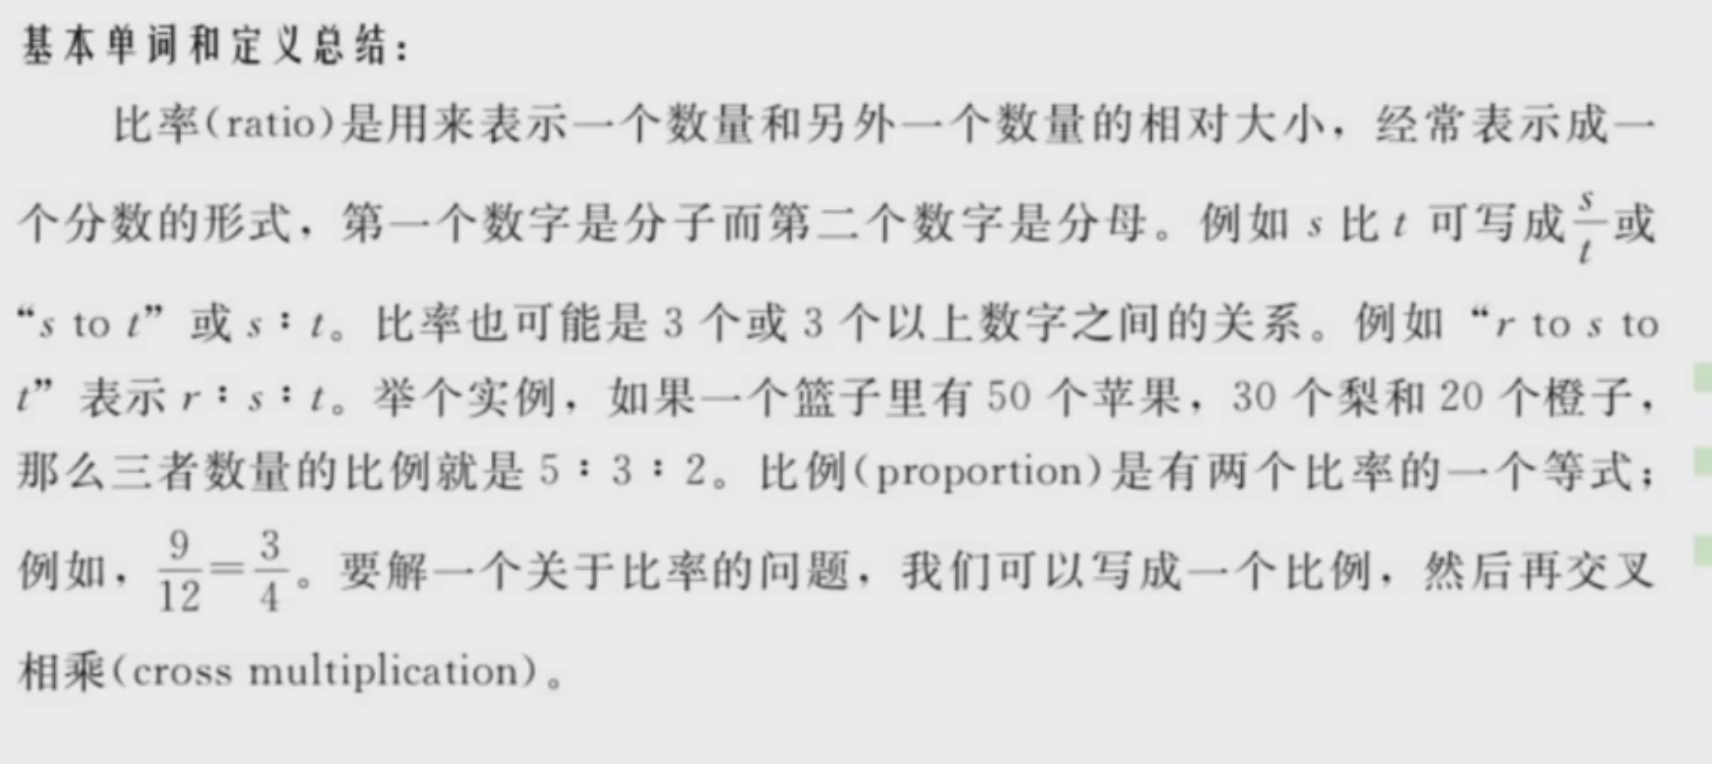 基本单词和定义总结：
比率(ratio)是用来表示一个数量和另外一个数量的相对大小，经常表示成一
个分数的形式，第一个数字是分子而第二个数字是分母。例如 s 比 t 可写成 s/t 或
“s to t”或 s∶t。比率也可能是 3 个或 3 个以上数字之间的关系。例如“r to s to
t”表示 r∶s∶t。举个实例，如果一个篮子里有 50 个苹果，30 个梨和 20 个橙子，
那么三者数量的比例就是 5∶3∶2。比例(proportion)是有两个比率的一个等式；
例如，9/12=3/4。要解一个关于比率的问题，我们可以写成一个比例，然后再交叉
相乘(cross multiplication)。